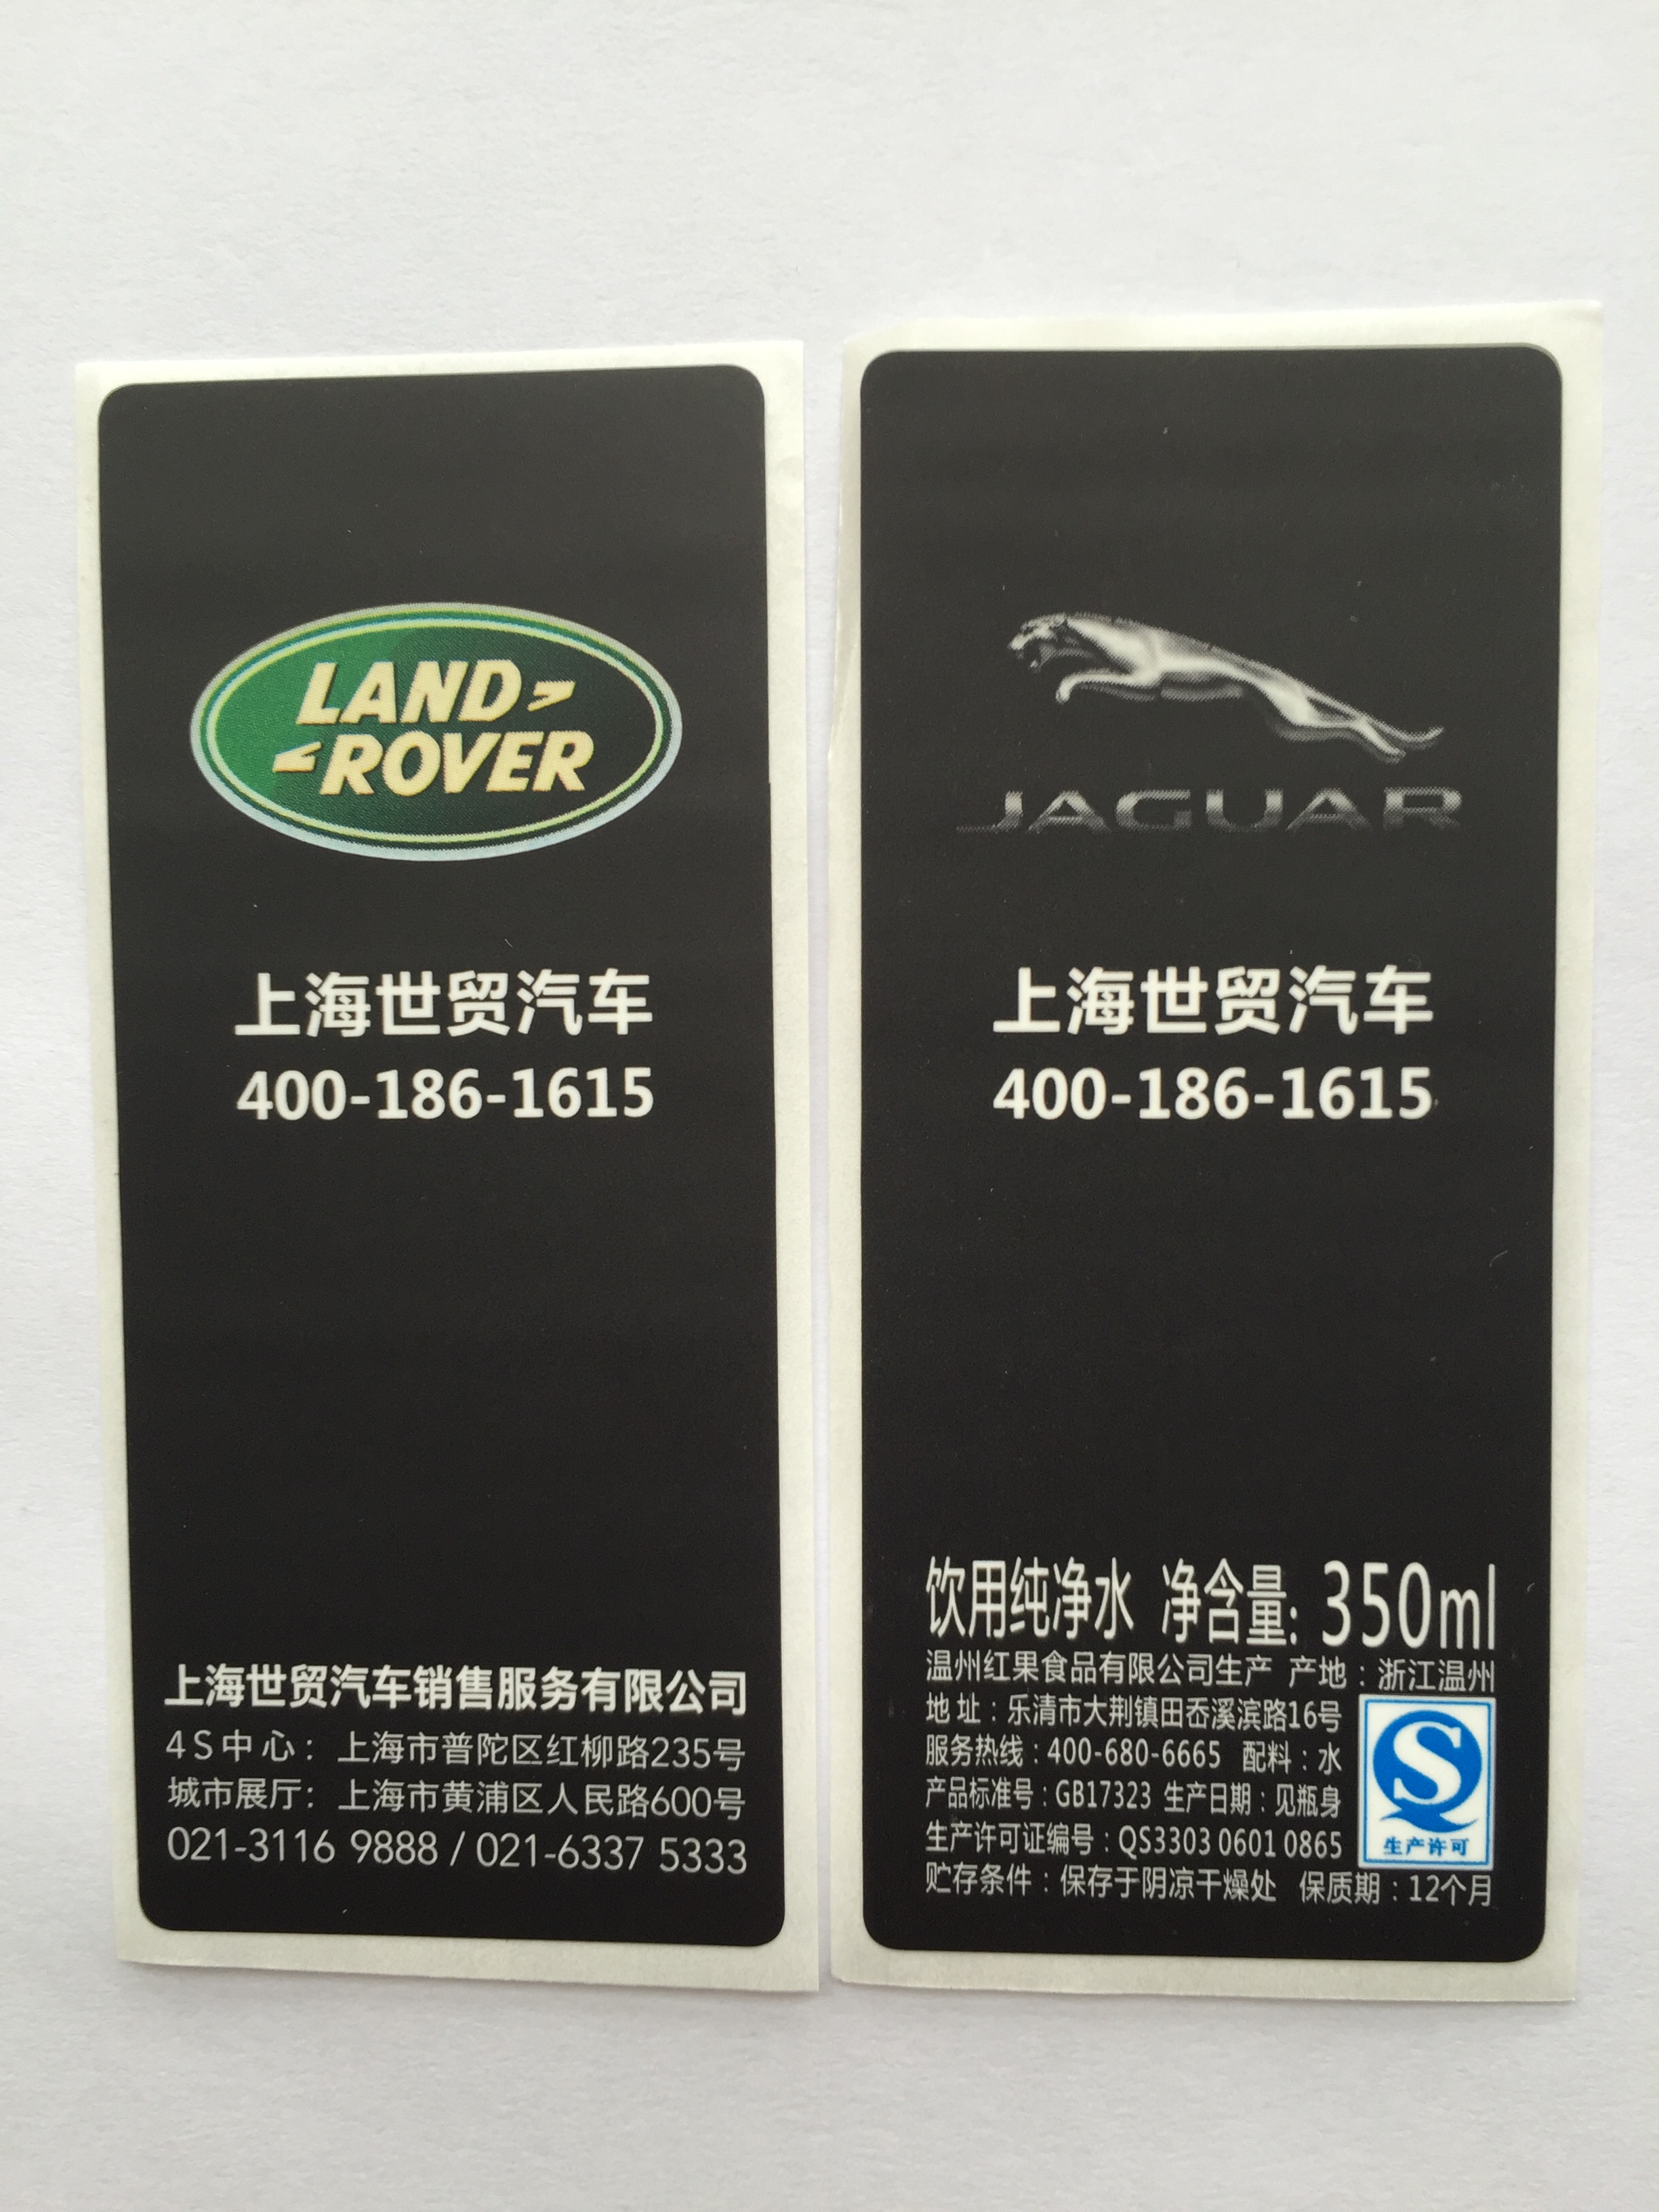 LAND
ROVER
上海世贸汽车
400-186-1615
上海世贸汽车销售服务有限公司
4S中心：上海市普陀区红柳路235号
城市展厅：上海市黄浦区人民路600号
021-3116 9888 / 021-6337 5333
JAGUAR
上海世贸汽车
400-186-1615
饮用纯净水 净含量：350ml
温州红果食品有限公司生产 产地：浙江温州
地址：乐清市大荆镇田岙溪滨路16号
服务热线：400-680-6665 配料：水
产品标准号：GB17323 生产日期：见瓶身
生产许可证编号：QS3303 0601 0865
贮存条件：保存于阴凉干燥处 保质期：12个月
生产许可